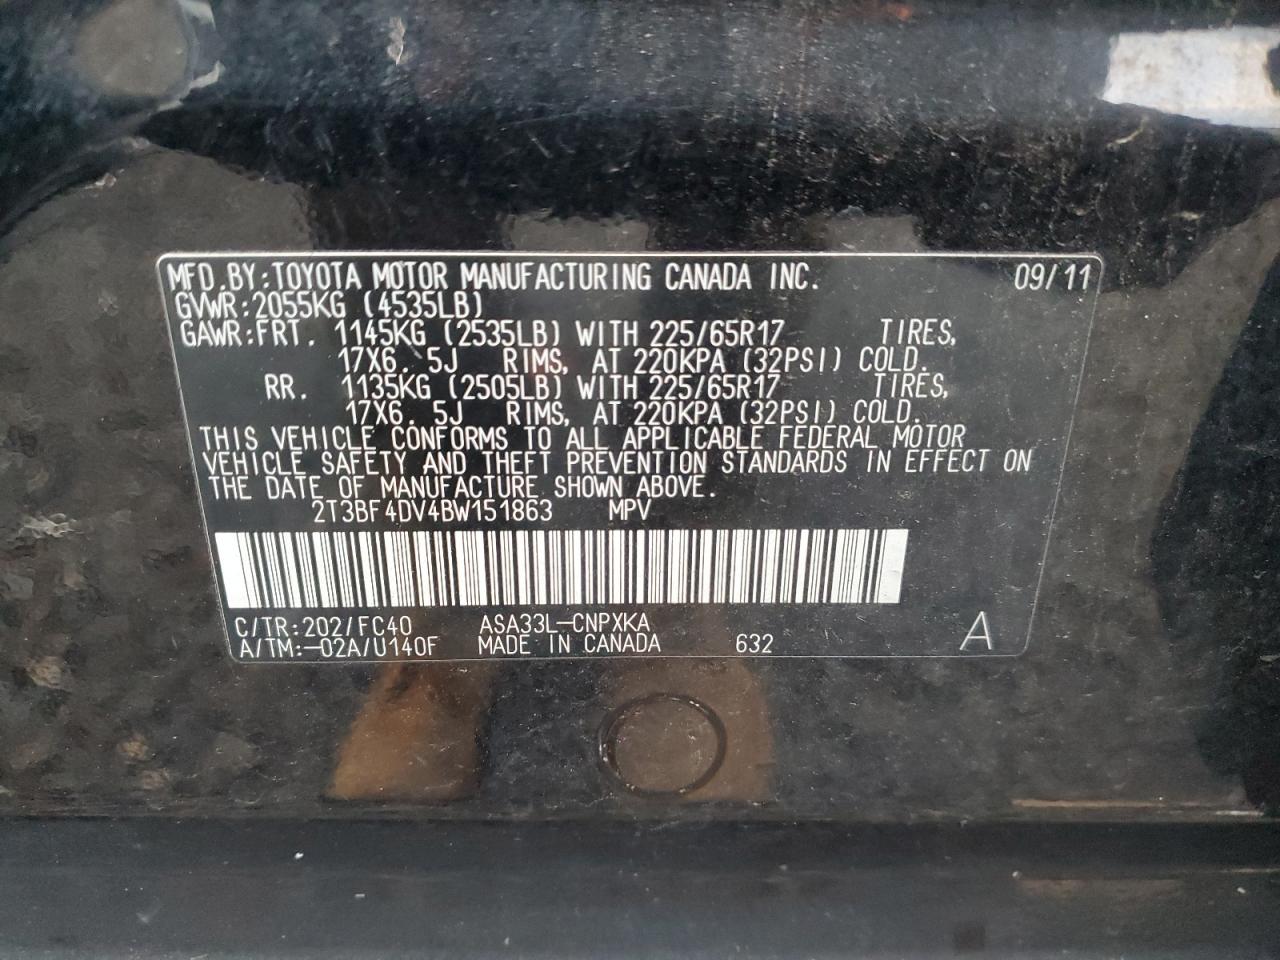 MFD.BY:TOYOTA MOTOR MANUFACTURING CANADA INC. 09/11
GVWR:2055KG (4535LB)
GAWR:FRT. 1145KG (2535LB) WITH 225/65R17 TIRES,
17X6.5J RIMS, AT 220KPA (32PSI) COLD.
RR. 1135KG (2505LB) WITH 225/65R17 TIRES,
17X6.5J RIMS, AT 220KPA (32PSI) COLD.
THIS VEHICLE CONFORMS TO ALL APPLICABLE FEDERAL MOTOR
VEHICLE SAFETY AND THEFT PREVENTION STANDARDS IN EFFECT ON
THE DATE OF MANUFACTURE SHOWN ABOVE.
2T3BF4DV4BW151863 MPV
C/TR:202/FC40 ASA33L-CNPXKA
A/TM:-02A/U140F MADE IN CANADA 632 A